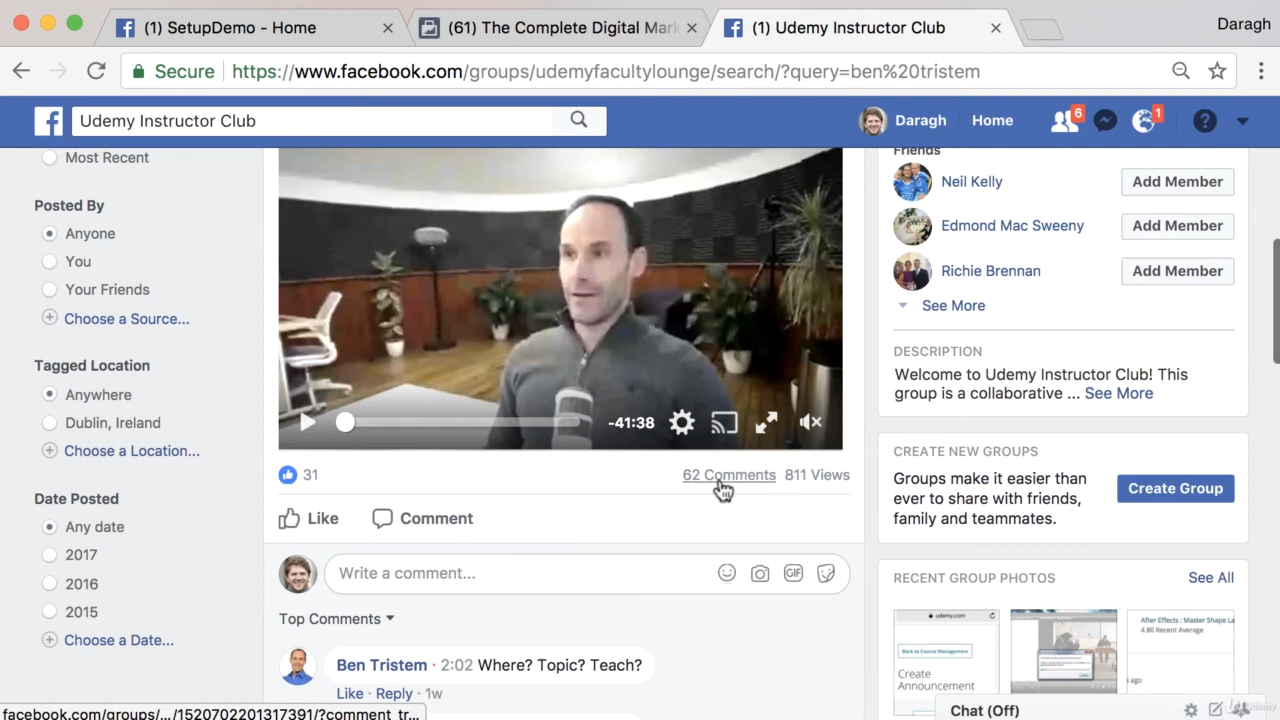 (1) SetupDemo - Home
(61) The Complete Digital Mark
(1) Udemy Instructor Club
Daragh
Secure
https://www.facebook.com/groups/udemyfacultylounge/search/?query=ben%20tristem
Udemy Instructor Club
Daragh
Home
6
1
Most Recent
Posted By
Anyone
You
Your Friends
Choose a Source...
Tagged Location
Anywhere
Dublin, Ireland
Choose a Location...
Date Posted
Any date
2017
2016
2015
Choose a Date...
-41:38
31
62 Comments
811 Views
Like
Comment
Write a comment...
GIF
Top Comments
Ben Tristem · 2:02 Where? Topic? Teach?
Like · Reply · 1w
Friends
Neil Kelly
Add Member
Edmond Mac Sweeny
Add Member
Richie Brennan
Add Member
See More
DESCRIPTION
Welcome to Udemy Instructor Club! This
group is a collaborative ... See More
CREATE NEW GROUPS
Groups make it easier than
ever to share with friends,
family and teammates.
Create Group
RECENT GROUP PHOTOS
See All
udemy.com
Back to Course Management
Create
Announcement
After Effects : Master Shape La
4.80 Recent Average
s ago
Chat (Off)
Udemy
facebook.com/groups/.../1520702201317391/?comment_tr...